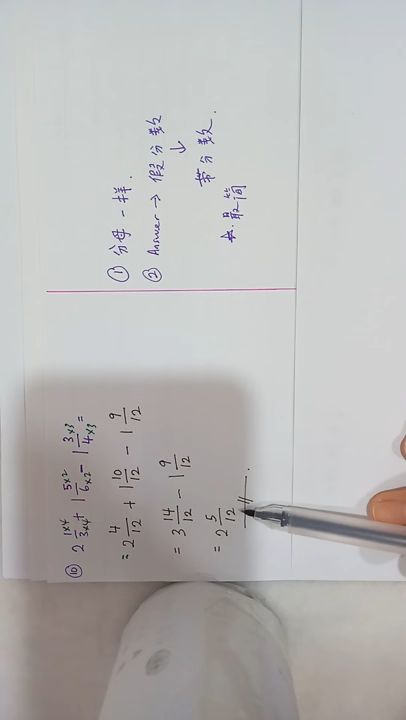 ① 分母一样.
② Answer → 假分数
↓
带分数.
★. 最简
⑩ 2 1×4/3×4 + 1 5×2/6×2 - 1 3×3/4×3 =
= 2 4/12 + 1 10/12 - 1 9/12
= 3 14/12 - 1 9/12
= 2 5/12 .